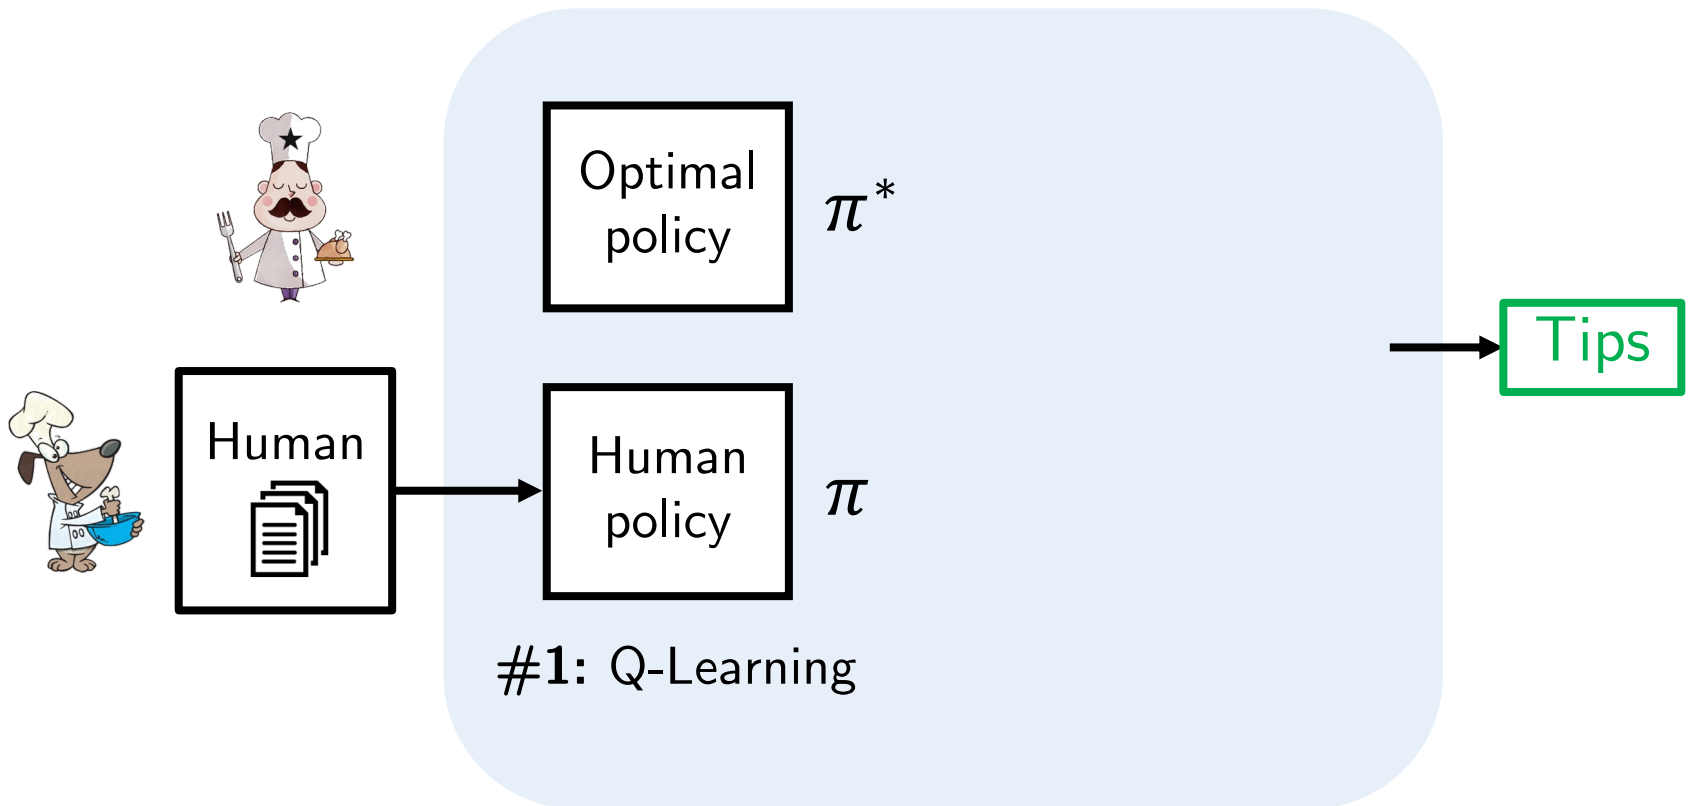 Optimal
policy
π*
Tips
Human
Human
policy
π
#1: Q-Learning